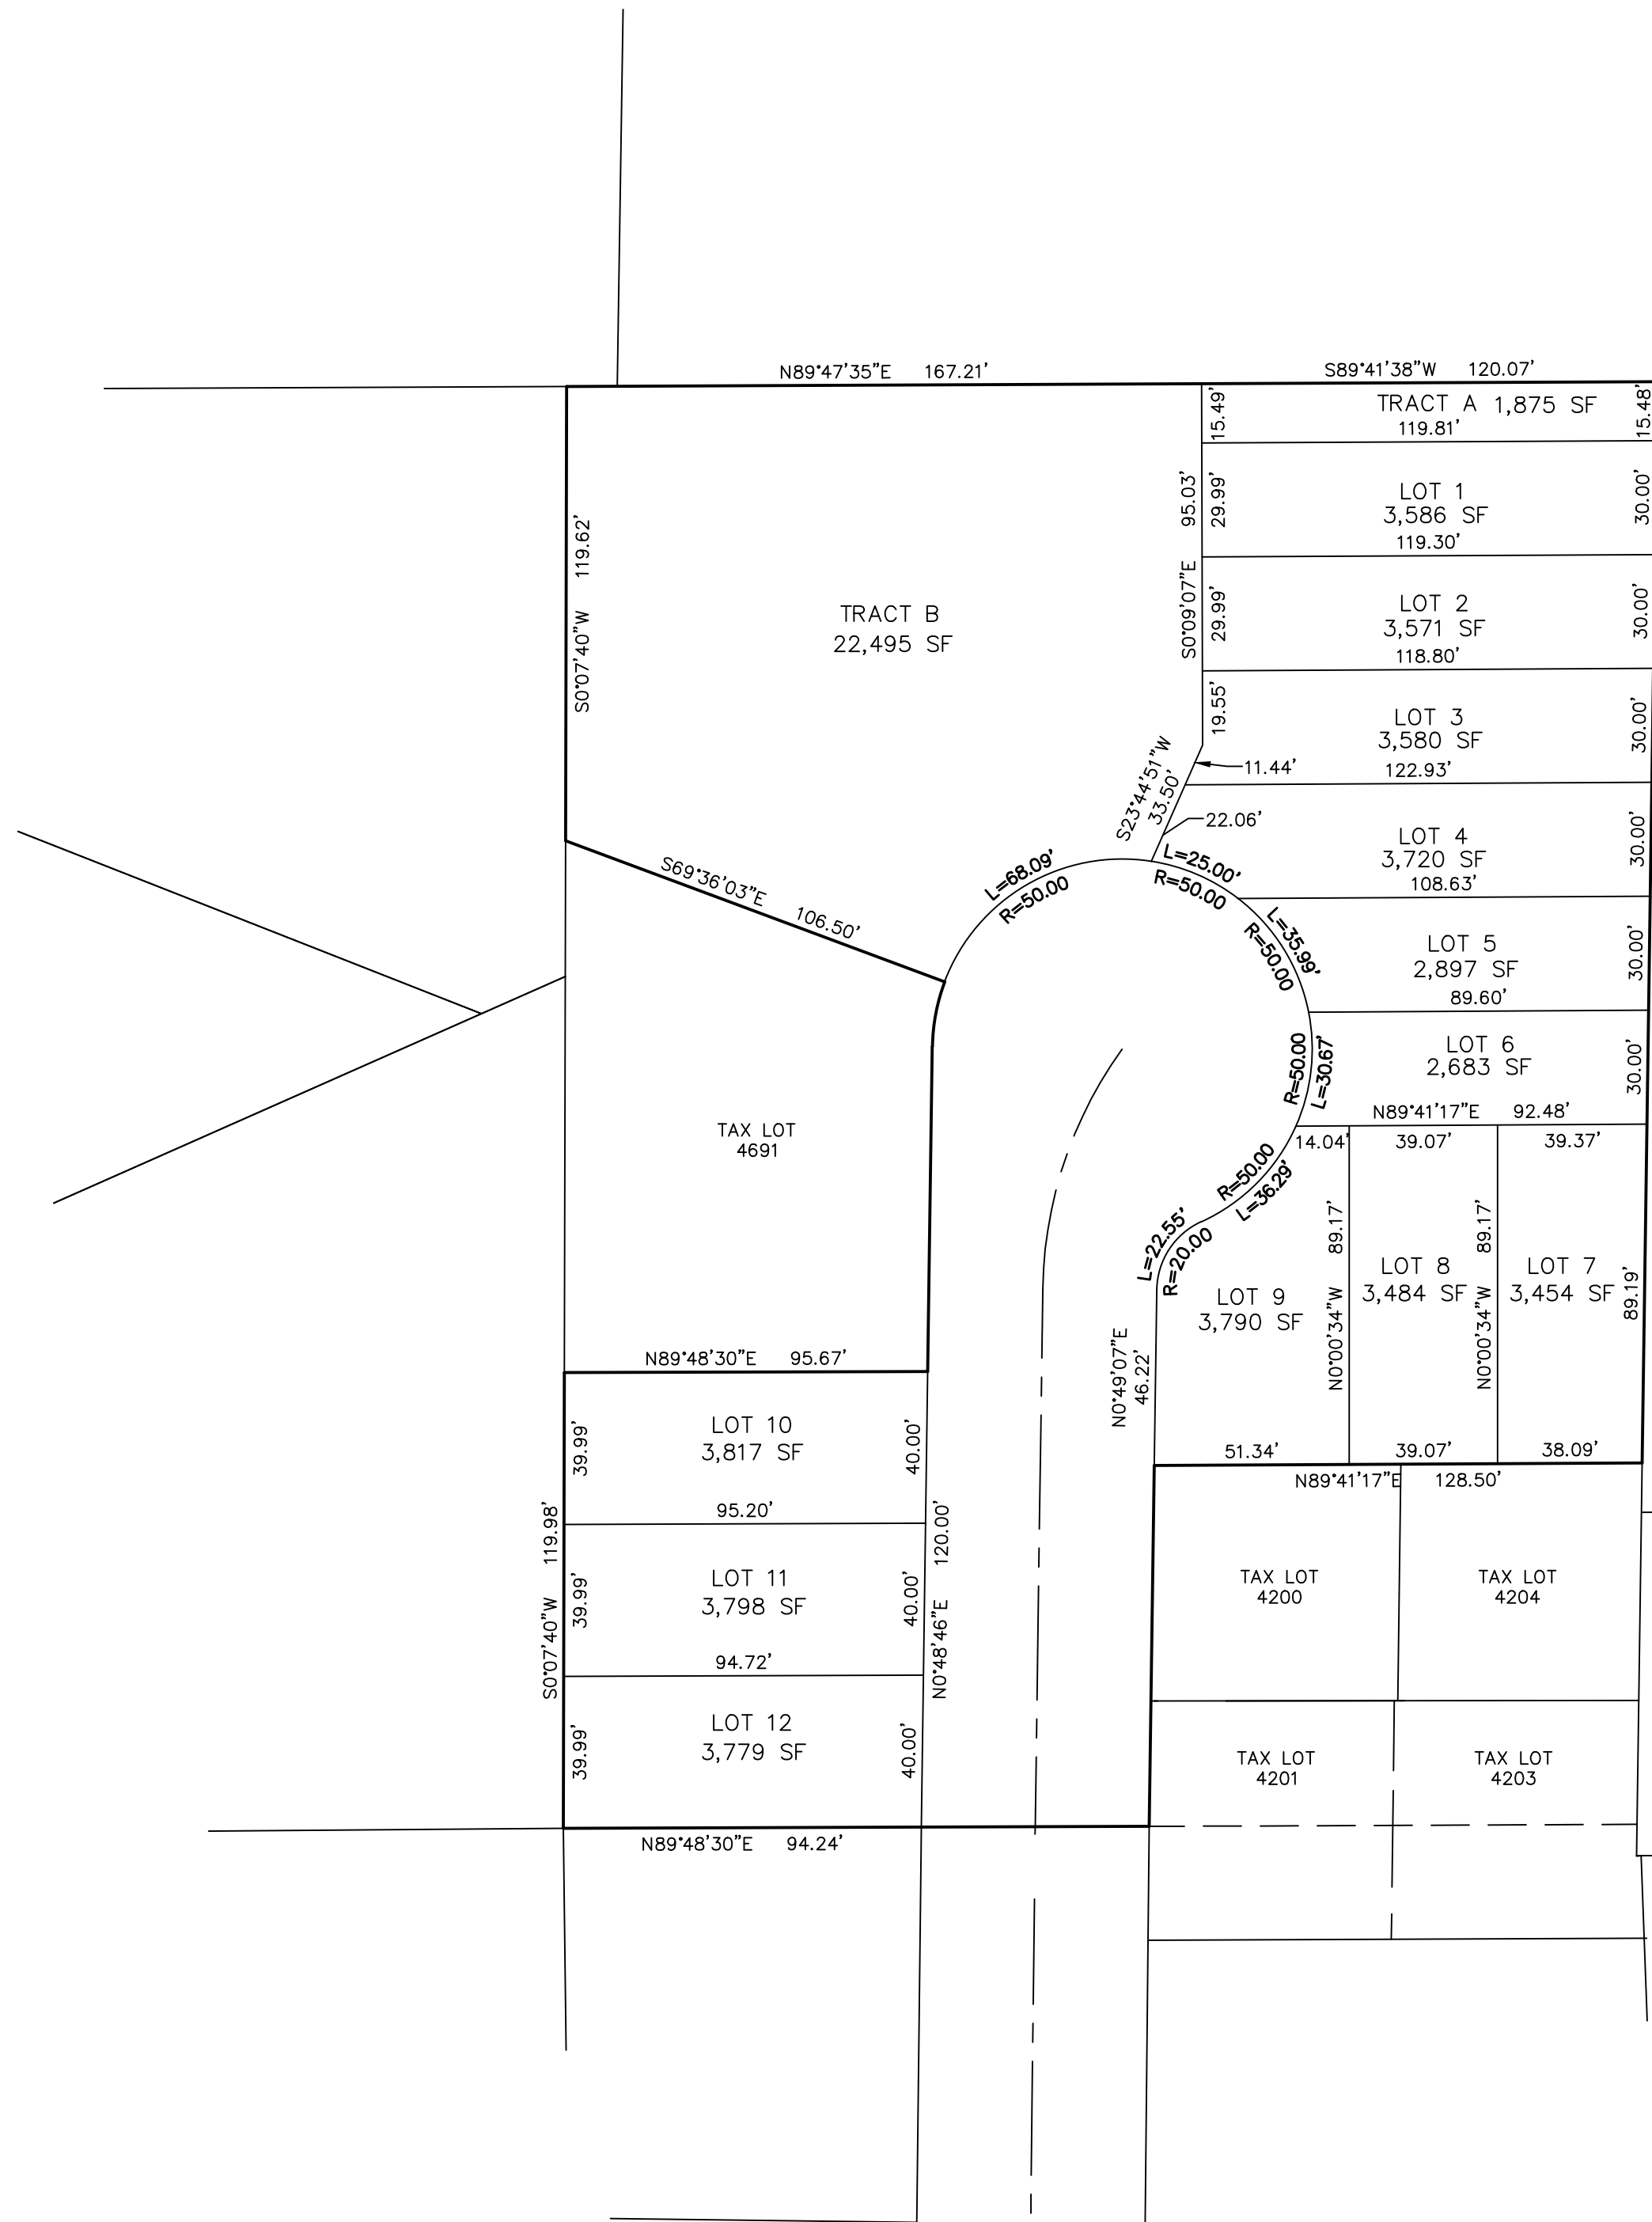 N89°47'35"E 167.21'
S89°41'38"W 120.07'
TRACT A 1,875 SF
119.81'
15.49'
15.48'
S0°07'40"W 119.62'
TRACT B
22,495 SF
S0°09'07"E 95.03'
29.99'
LOT 1
3,586 SF
119.30'
30.00'
29.99'
LOT 2
3,571 SF
118.80'
30.00'
19.55'
LOT 3
3,580 SF
122.93'
30.00'
11.44'
S23°44'51"W
33.50'
22.06'
LOT 4
3,720 SF
108.63'
30.00'
L=68.09'
R=50.00
L=25.00'
R=50.00
S69°36'03"E 106.50'
L=35.99'
R=50.00
LOT 5
2,897 SF
89.60'
30.00'
R=50.00
L=30.67'
LOT 6
2,683 SF
30.00'
N89°41'17"E 92.48'
TAX LOT
4691
14.04'
39.07'
39.37'
R=50.00
L=36.29'
L=22.55'
R=20.00
LOT 9
3,790 SF
N0°00'34"W 89.17'
LOT 8
3,484 SF
N0°00'34"W 89.17'
LOT 7
3,454 SF
89.19'
N0°49'07"E
46.22'
N89°48'30"E 95.67'
51.34'
39.07'
38.09'
N89°41'17"E 128.50'
39.99'
LOT 10
3,817 SF
40.00'
95.20'
S0°07'40"W 119.98'
39.99'
LOT 11
3,798 SF
40.00'
N0°48'46"E 120.00'
94.72'
39.99'
LOT 12
3,779 SF
40.00'
N89°48'30"E 94.24'
TAX LOT
4200
TAX LOT
4204
TAX LOT
4201
TAX LOT
4203